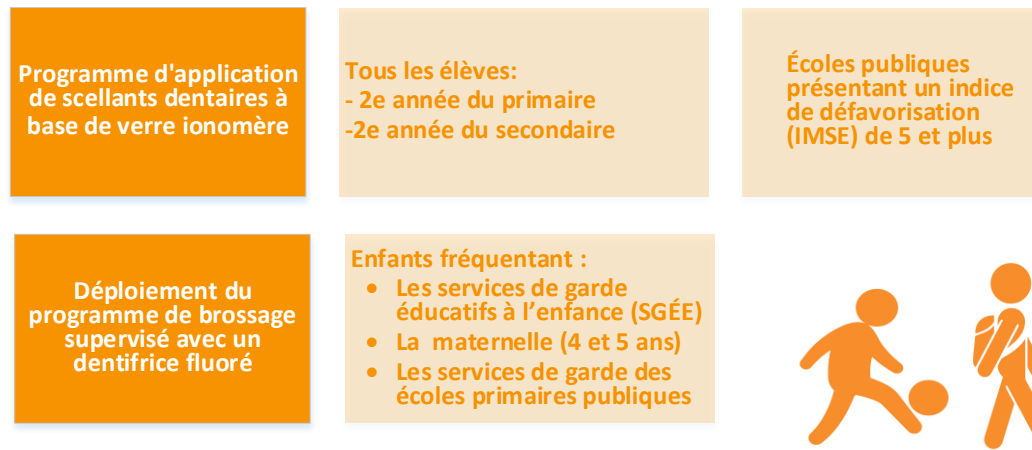 Programme d'application
de scellants dentaires à
base de verre ionomère
Tous les élèves:
- 2e année du primaire
-2e année du secondaire
Écoles publiques
présentant un indice
de défavorisation
(IMSE) de 5 et plus
Déploiement du
programme de brossage
supervisé avec un
dentifrice fluoré
Enfants fréquentant :
• Les services de garde
éducatifs à l’enfance (SGÉE)
• La maternelle (4 et 5 ans)
• Les services de garde des
écoles primaires publiques